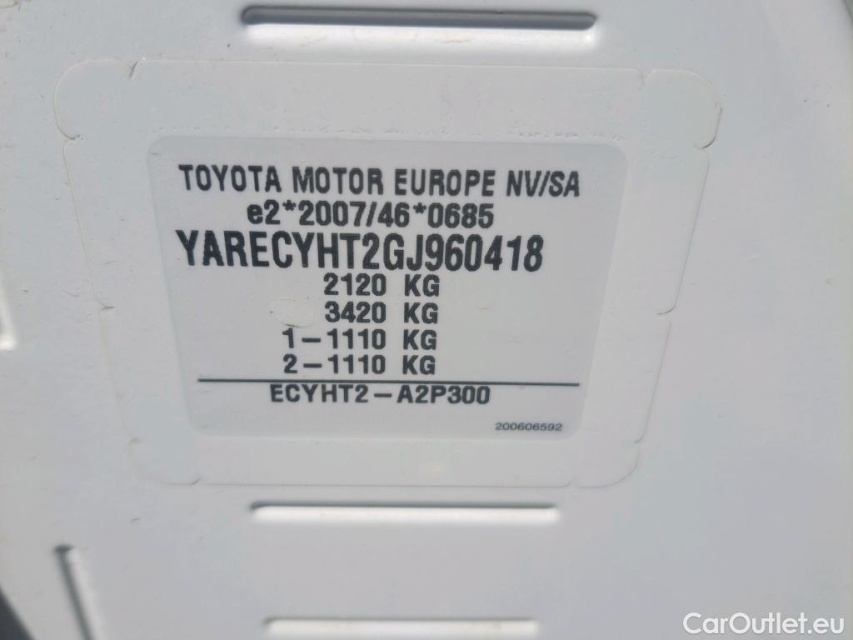 TOYOTA MOTOR EUROPE NV/SA
e2*2007/46*0685
YARECYHT2GJ960418
2120 KG
3420 KG
1-1110 KG
2-1110 KG
ECYHT2-A2P300
200606592
CarOutlet.eu